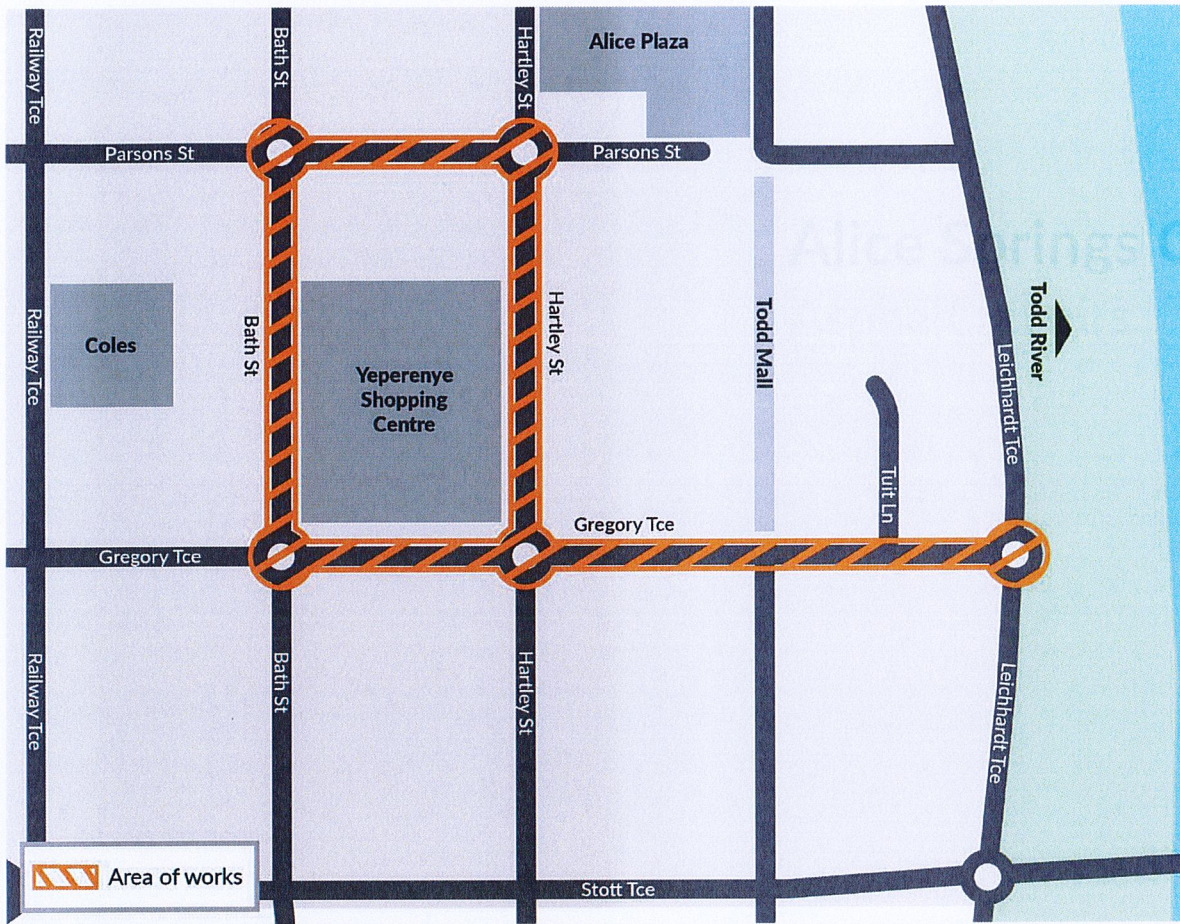 Railway Tce
Bath St
Hartley St
Alice Plaza
Parsons St
Parsons St
Alice Springs
Todd River
Coles
Railway Tce
Bath St
Yeperenye
Shopping
Centre
Hartley St
Todd Mall
Leichhardt Tce
Tuit Ln
Gregory Tce
Gregory Tce
Railway Tce
Bath St
Hartley St
Leichhardt Tce
Area of works
Stott Tce